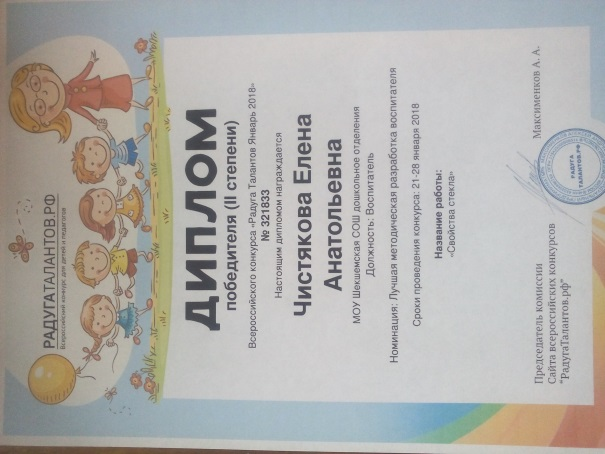 РАДУГАТАЛАНТОВ.РФ
Всероссийский конкурс для детей и педагогов
ДИПЛОМ
победителя (II степени)
Всероссийского конкурса «Радуга Талантов Январь 2018»
№ 321833
Настоящим дипломом награждается
Чистякова Елена
Анатольевна
МОУ Шекшемская СОШ дошкольное отделения
Должность: Воспитатель
Номинация: Лучшая методическая разработка воспитателя
Сроки проведения конкурса: 21-28 января 2018
Название работы:
«Свойства стекла»
Председатель комиссии
Сайта всероссийских конкурсов
"РадугаТалантов.рф"
Максименков А. А.
РАДУГА
ТАЛАНТОВ.РФ